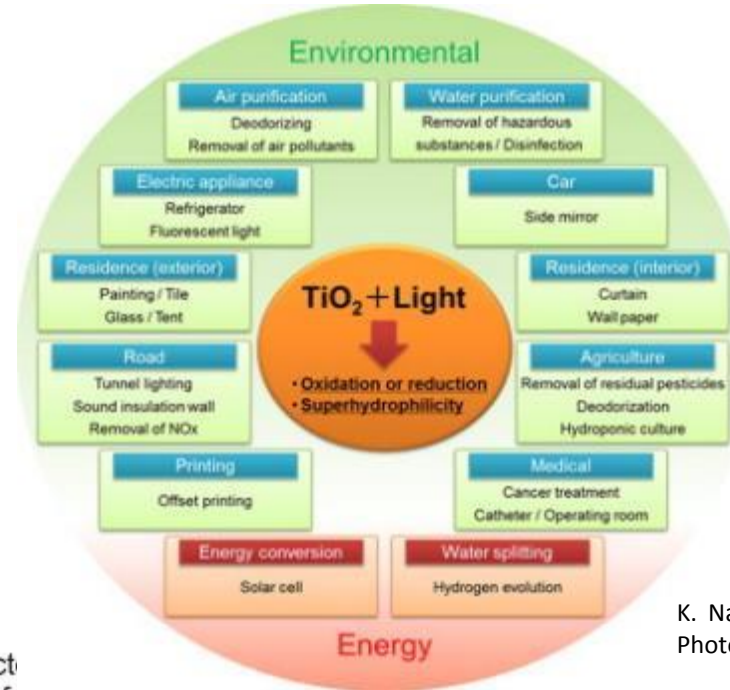 Environmental
Air purification
Deodorizing
Removal of air pollutants
Water purification
Removal of hazardous
substances / Disinfection
Electric appliance
Refrigerator
Fluorescent light
Car
Side mirror
Residence (exterior)
Painting / Tile
Glass / Tent
TiO₂+Light
• Oxidation or reduction
• Superhydrophilicity
Residence (interior)
Curtain
Wall paper
Road
Tunnel lighting
Sound insulation wall
Removal of NOx
Agriculture
Removal of residual pesticides
Deodorization
Hydroponic culture
Printing
Offset printing
Medical
Cancer treatment
Catheter / Operating room
Energy conversion
Solar cell
Water splitting
Hydrogen evolution
Energy
K. Na
Photo